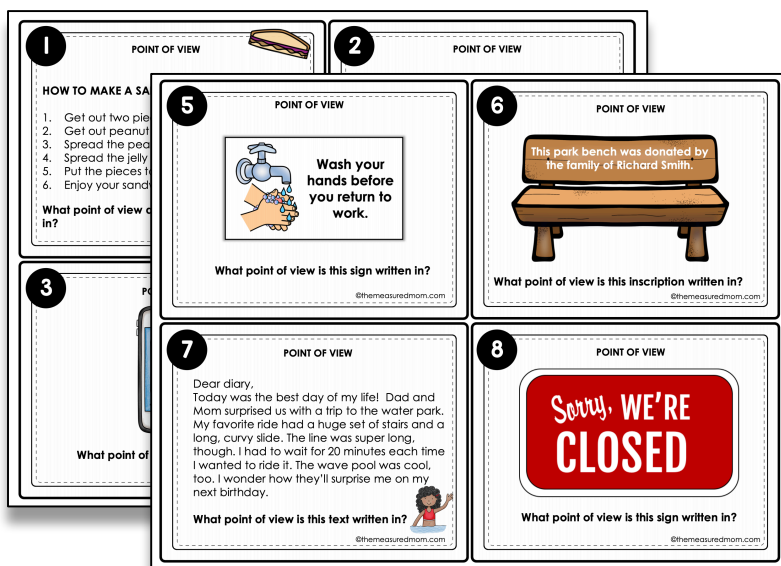 1
POINT OF VIEW
HOW TO MAKE A
1. Get out two
2. Get out peanut
3. Spread the
4. Spread the jelly
5. Put the pieces
6. Enjoy your
What point of view
in?
2
POINT OF VIEW
3
What point of
5
POINT OF VIEW
Wash your
hands before
you return to
work.
What point of view is this sign written in?
©themeasuredmom.com
6
POINT OF VIEW
This park bench was donated by
the family of Richard Smith.
What point of view is this inscription written in?
©themeasuredmom.com
7
POINT OF VIEW
Dear diary,
Today was the best day of my life! Dad and
Mom surprised us with a trip to the water park.
My favorite ride had a huge set of stairs and a
long, curvy slide. The line was super long,
though. I had to wait for 20 minutes each time
I wanted to ride it. The wave pool was cool,
too. I wonder how they'll surprise me on my
next birthday.
What point of view is this text written in?
©themeasuredmom.com
8
POINT OF VIEW
Sorry, WE'RE
CLOSED
What point of view is this sign written in?
©themeasuredmom.com